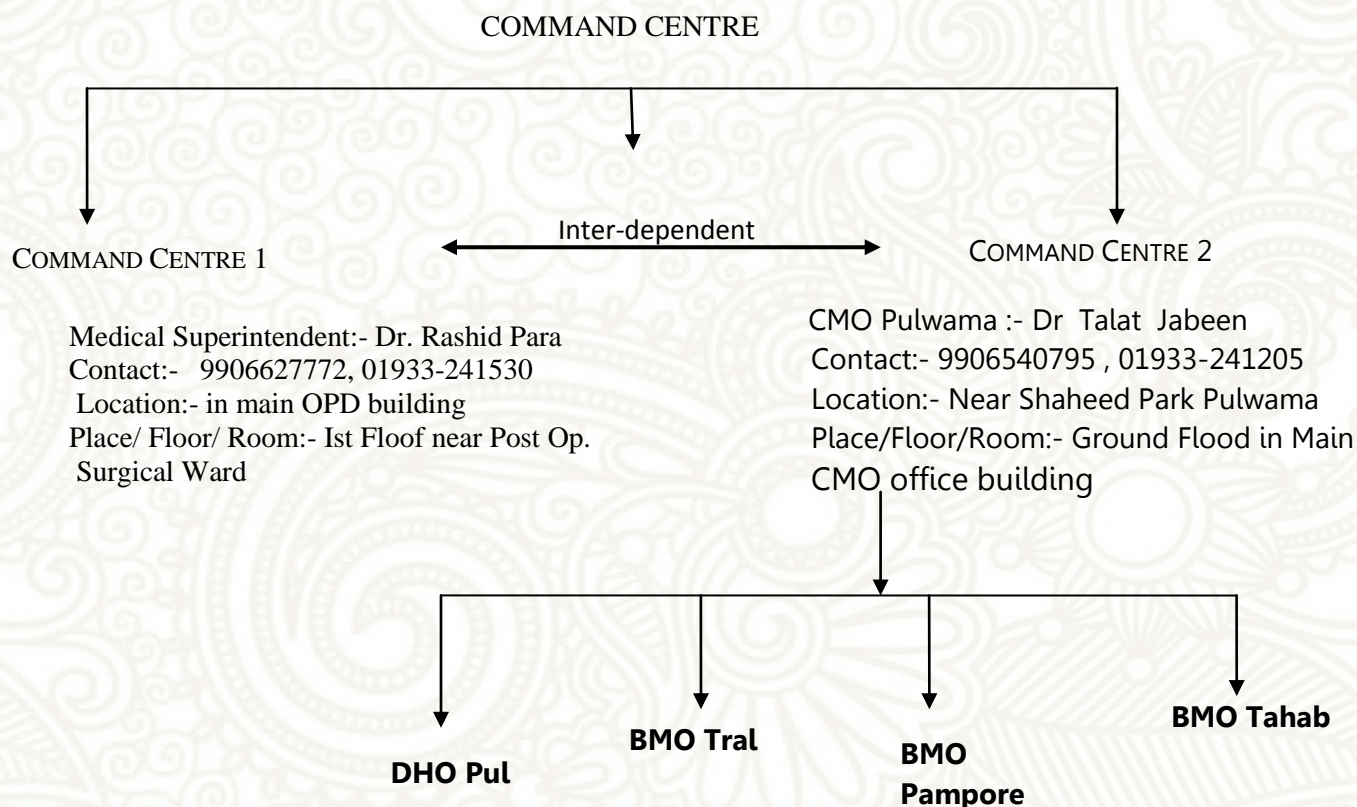 COMMAND CENTRE
Inter-dependent
COMMAND CENTRE 1
Medical Superintendent:- Dr. Rashid Para
Contact:- 9906627772, 01933-241530
Location:- in main OPD building
Place/ Floor/ Room:- Ist Floof near Post Op.
Surgical Ward
COMMAND CENTRE 2
CMO Pulwama :- Dr Talat Jabeen
Contact:- 9906540795 , 01933-241205
Location:- Near Shaheed Park Pulwama
Place/Floor/Room:- Ground Flood in Main
CMO office building
DHO Pul
BMO Tral
BMO
Pampore
BMO Tahab